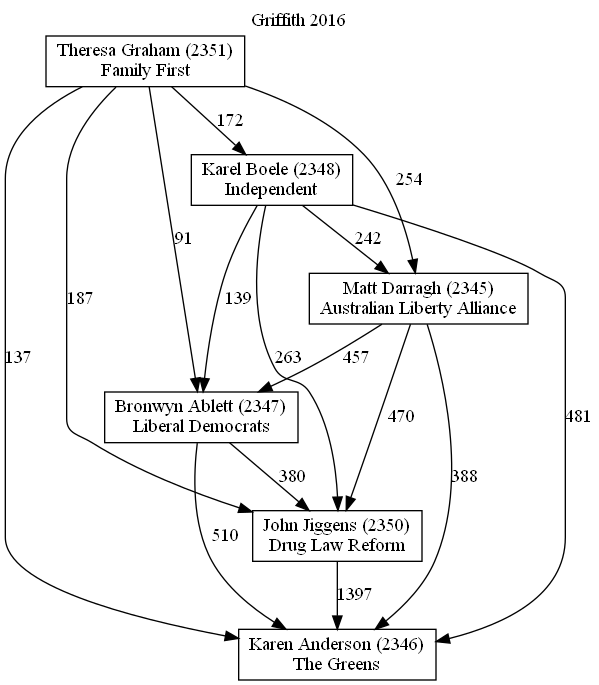 Griffith 2016
Theresa Graham (2351)
Family First
172
Karel Boele (2348)
Independent
254
91
242
139
187
Matt Darragh (2345)
Australian Liberty Alliance
137
263
457
Bronwyn Ablett (2347)
Liberal Democrats
470
481
380
388
John Jiggens (2350)
Drug Law Reform
510
1397
Karen Anderson (2346)
The Greens